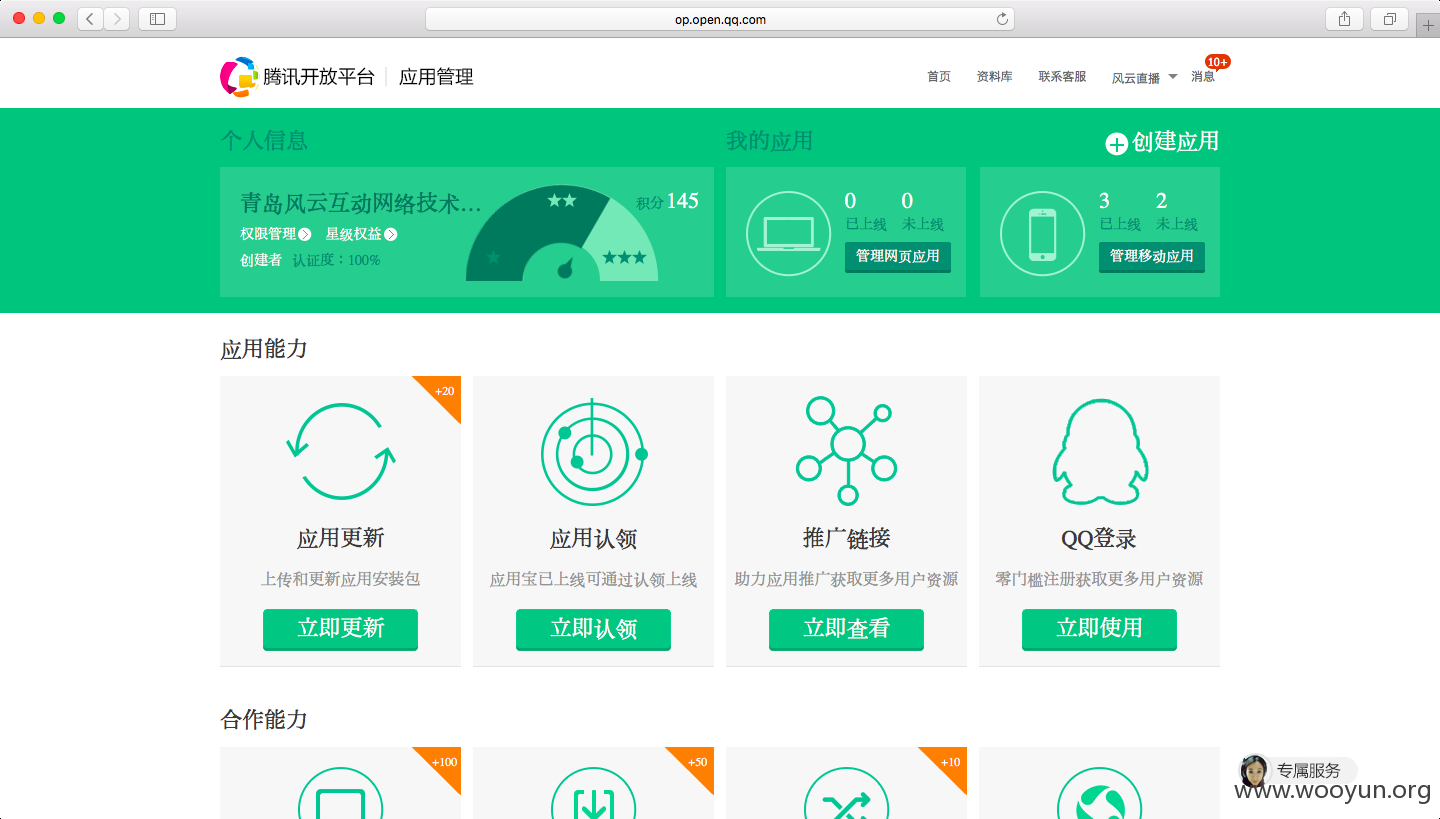 op.open.qq.com
腾讯开放平台 应用管理
首页 资料库 联系客服 风云直播 消息 10+
个人信息
青岛风云互动网络技术...
积分 145
权限管理 星级权益
创建者 认证度：100%
我的应用
创建应用
0 0
已上线 未上线
管理网页应用
3 2
已上线 未上线
管理移动应用
应用能力
+20
应用更新
上传和更新应用安装包
立即更新
应用认领
应用宝已上线可通过认领上线
立即认领
推广链接
助力应用推广获取更多用户资源
立即查看
QQ登录
零门槛注册获取更多用户资源
立即使用
合作能力
+100
+50
+10
专属服务
www.wooyun.org